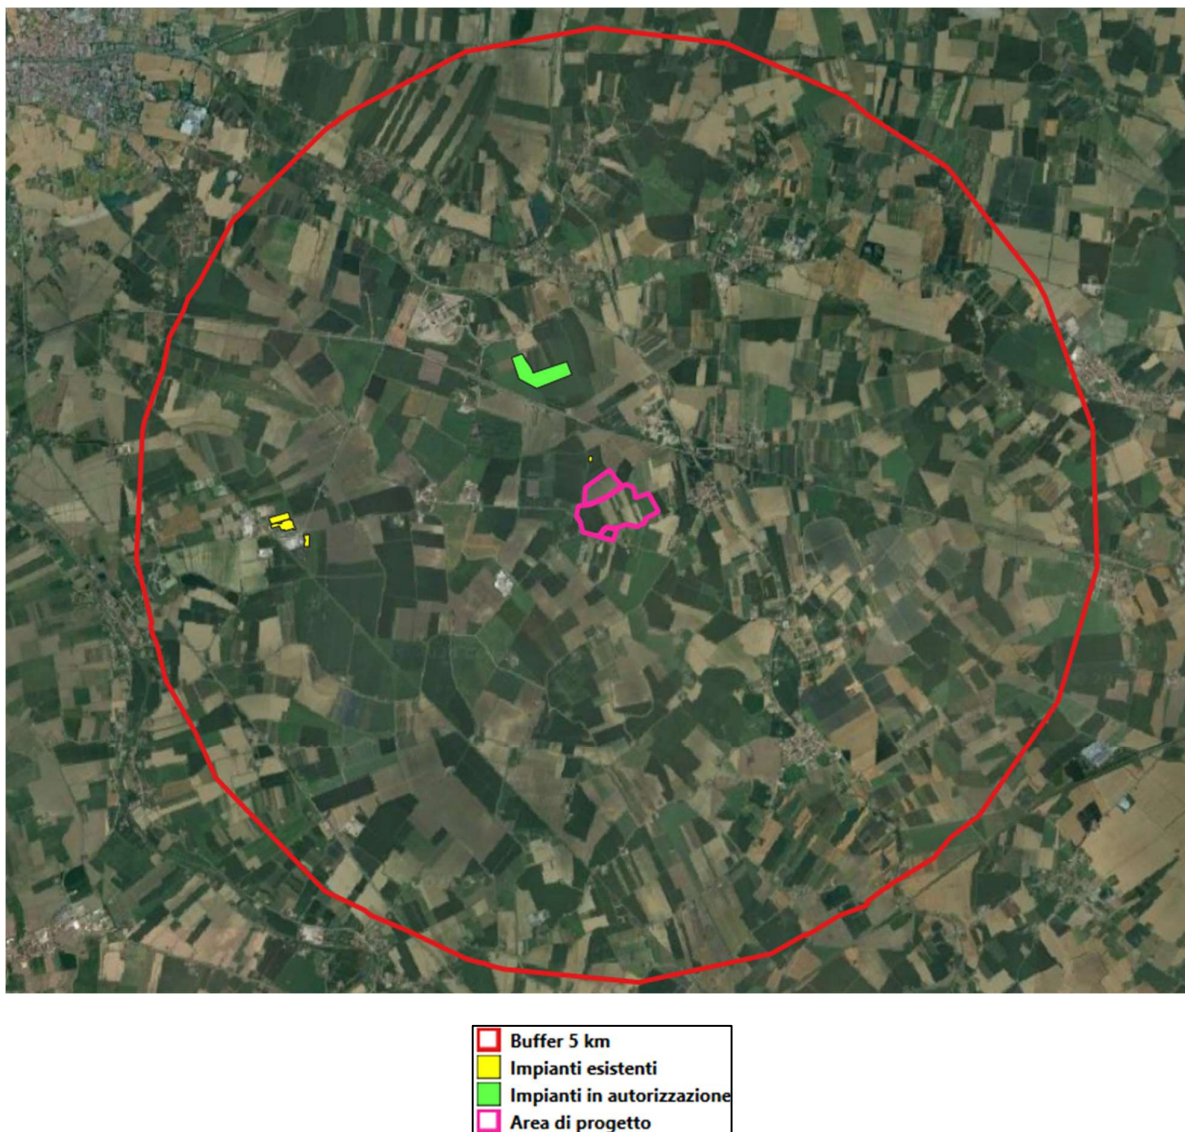 Buffer 5 km
Impianti esistenti
Impianti in autorizzazione
Area di progetto